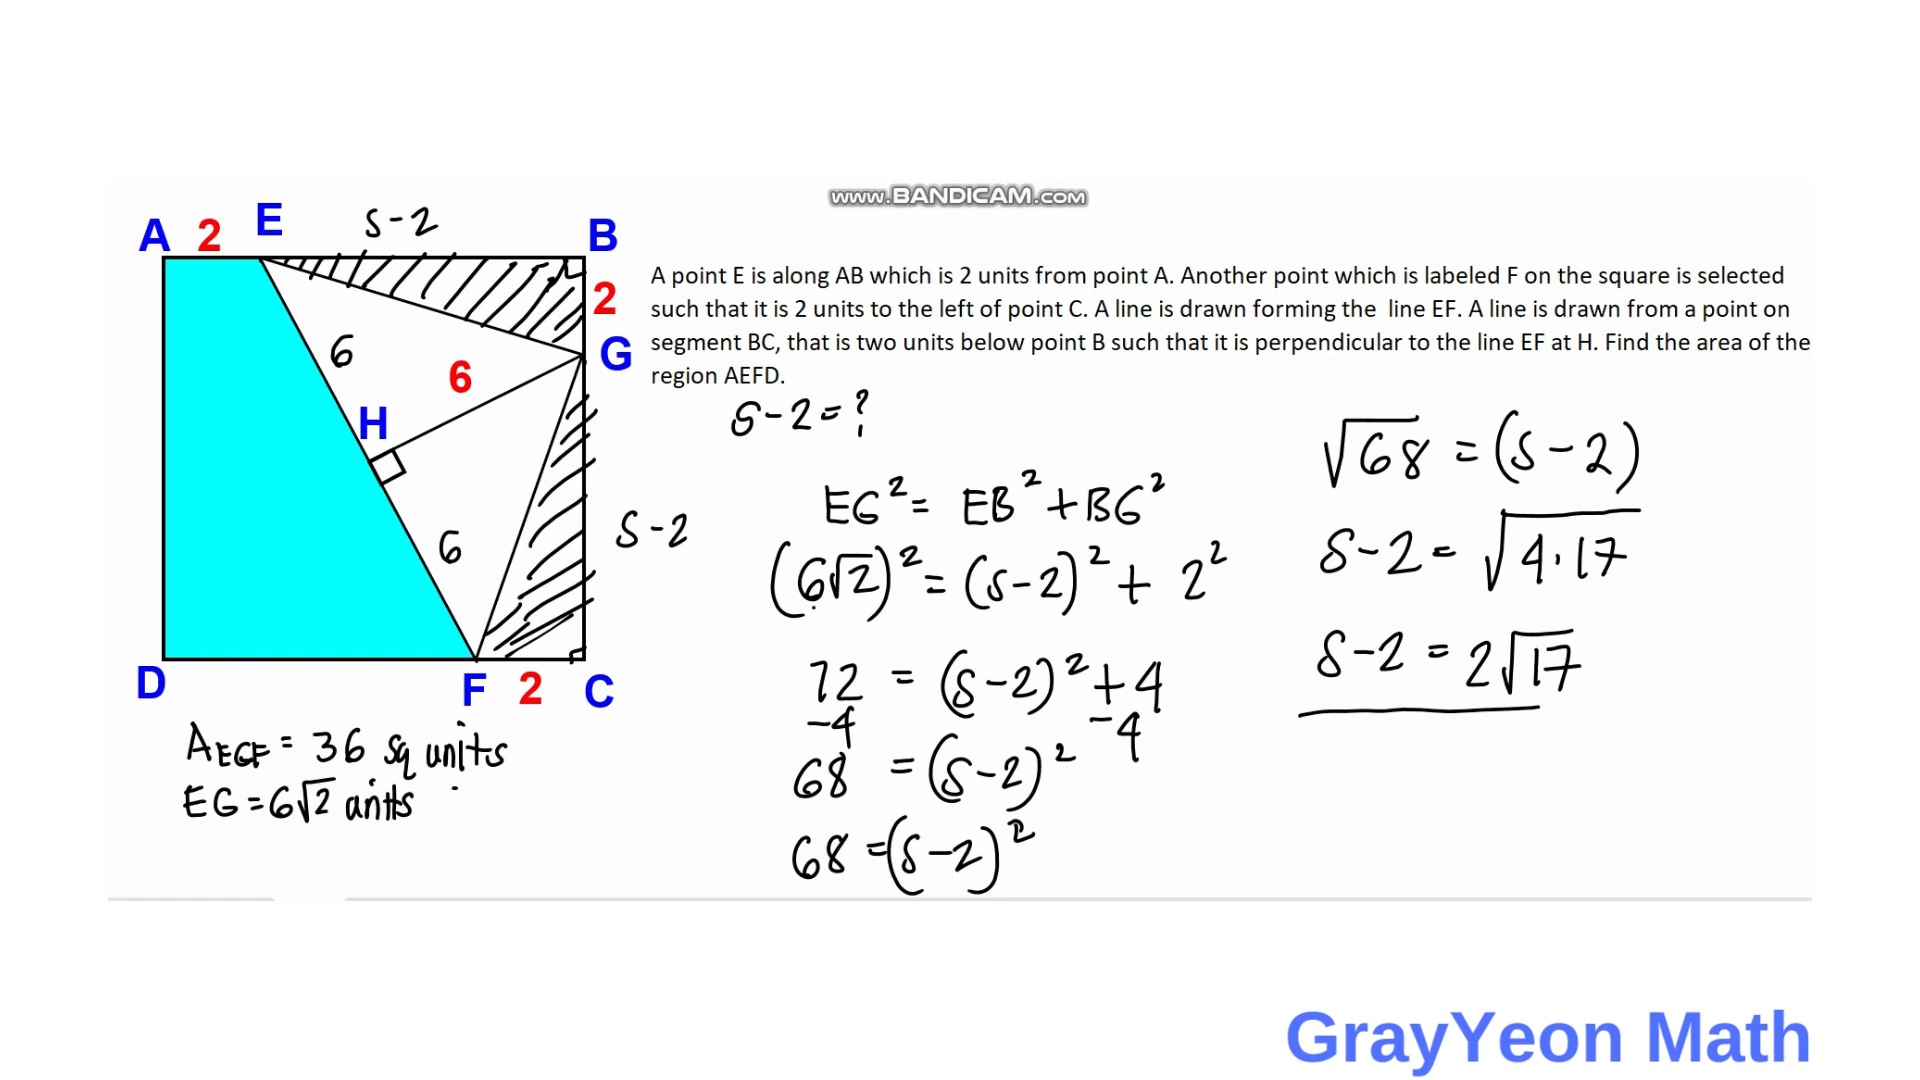 www.BANDICAM.com
A 2 E S-2 B
2
G
A point E is along AB which is 2 units from point A. Another point which is labeled F on the square is selected
such that it is 2 units to the left of point C. A line is drawn forming the line EF. A line is drawn from a point on
segment BC, that is two units below point B such that it is perpendicular to the line EF at H. Find the area of the
region AEFD.
6
6
H
6
S-2
D F 2 C
A_EGF = 36 sq units
EG = 6√2 units
S-2 = ?
EG² = EB² + BG²
(6√2)² = (S-2)² + 2²
72 = (S-2)² + 4
-4 -4
68 = (S-2)²
68 = (S-2)²
√68 = (S-2)
S-2 = √4·17
S-2 = 2√17
GrayYeon Math